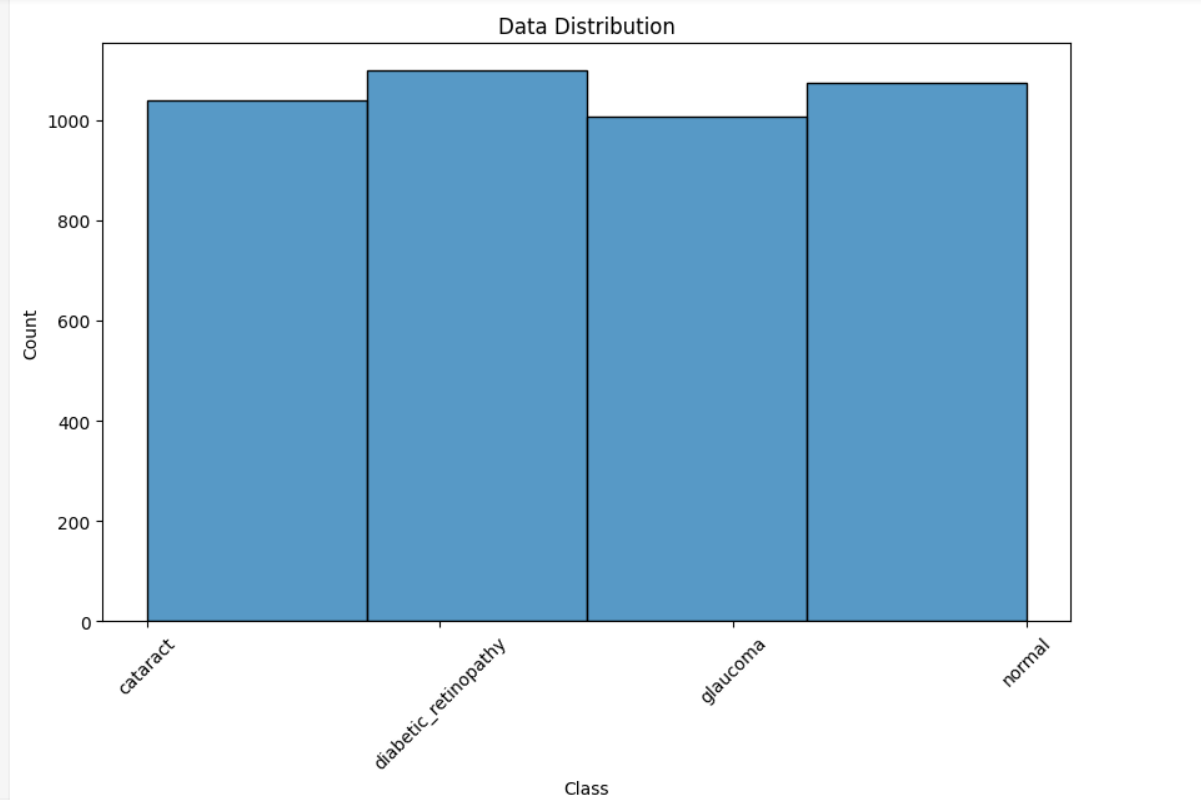 Data Distribution
Count
1000
800
600
400
200
0
cataract
diabetic_retinopathy
glaucoma
normal
Class